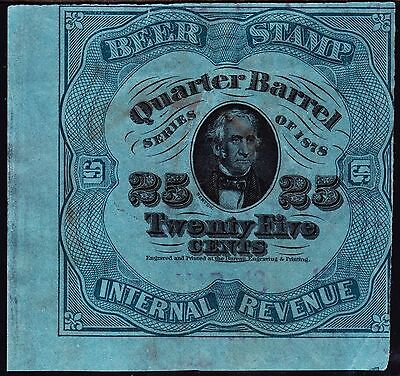 BEER STAMP
Quarter Barrel
SERIES OF 1878
25 25
Twenty Five
CENTS
Engraved and Printed at the Bureau, Engraving & Printing.
INTERNAL REVENUE